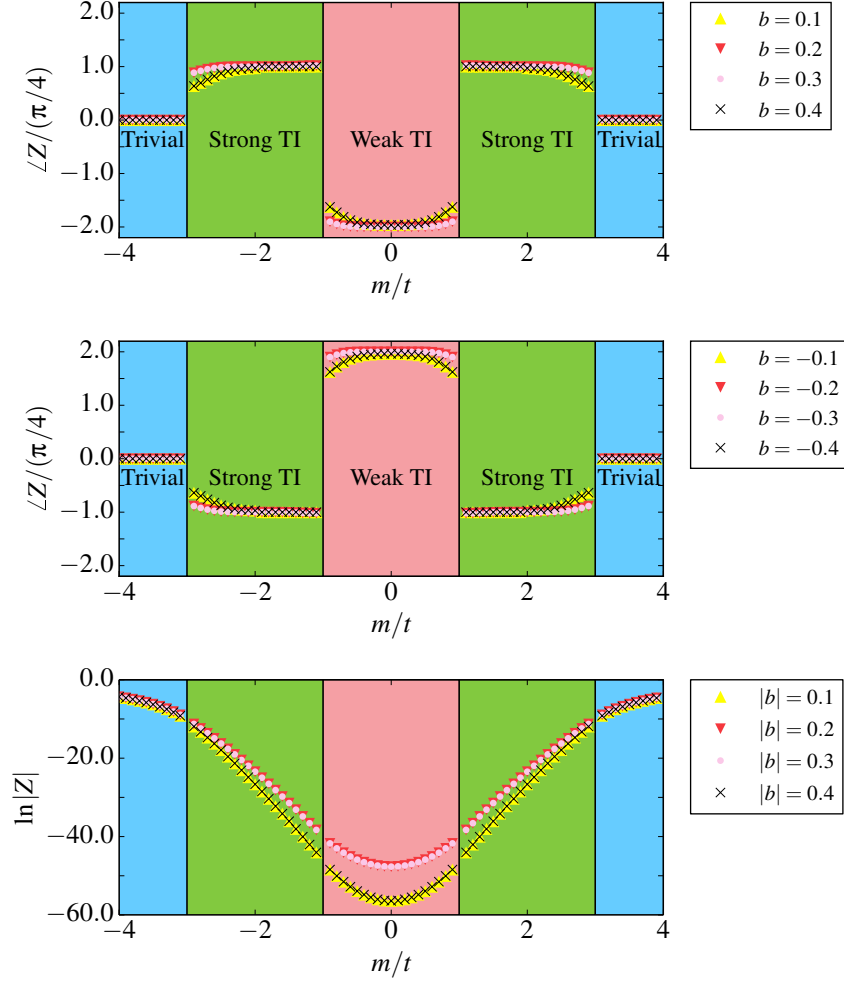 2.0
1.0
0.0
−1.0
−2.0
∠Z/(π/4)
Trivial
Strong TI
Weak TI
Strong TI
Trivial
−4
−2
0
2
4
m/t
b = 0.1
b = 0.2
b = 0.3
b = 0.4
2.0
1.0
0.0
−1.0
−2.0
∠Z/(π/4)
Trivial
Strong TI
Weak TI
Strong TI
Trivial
−4
−2
0
2
4
m/t
b = −0.1
b = −0.2
b = −0.3
b = −0.4
0.0
−20.0
−40.0
−60.0
ln|Z|
−4
−2
0
2
4
m/t
|b| = 0.1
|b| = 0.2
|b| = 0.3
|b| = 0.4